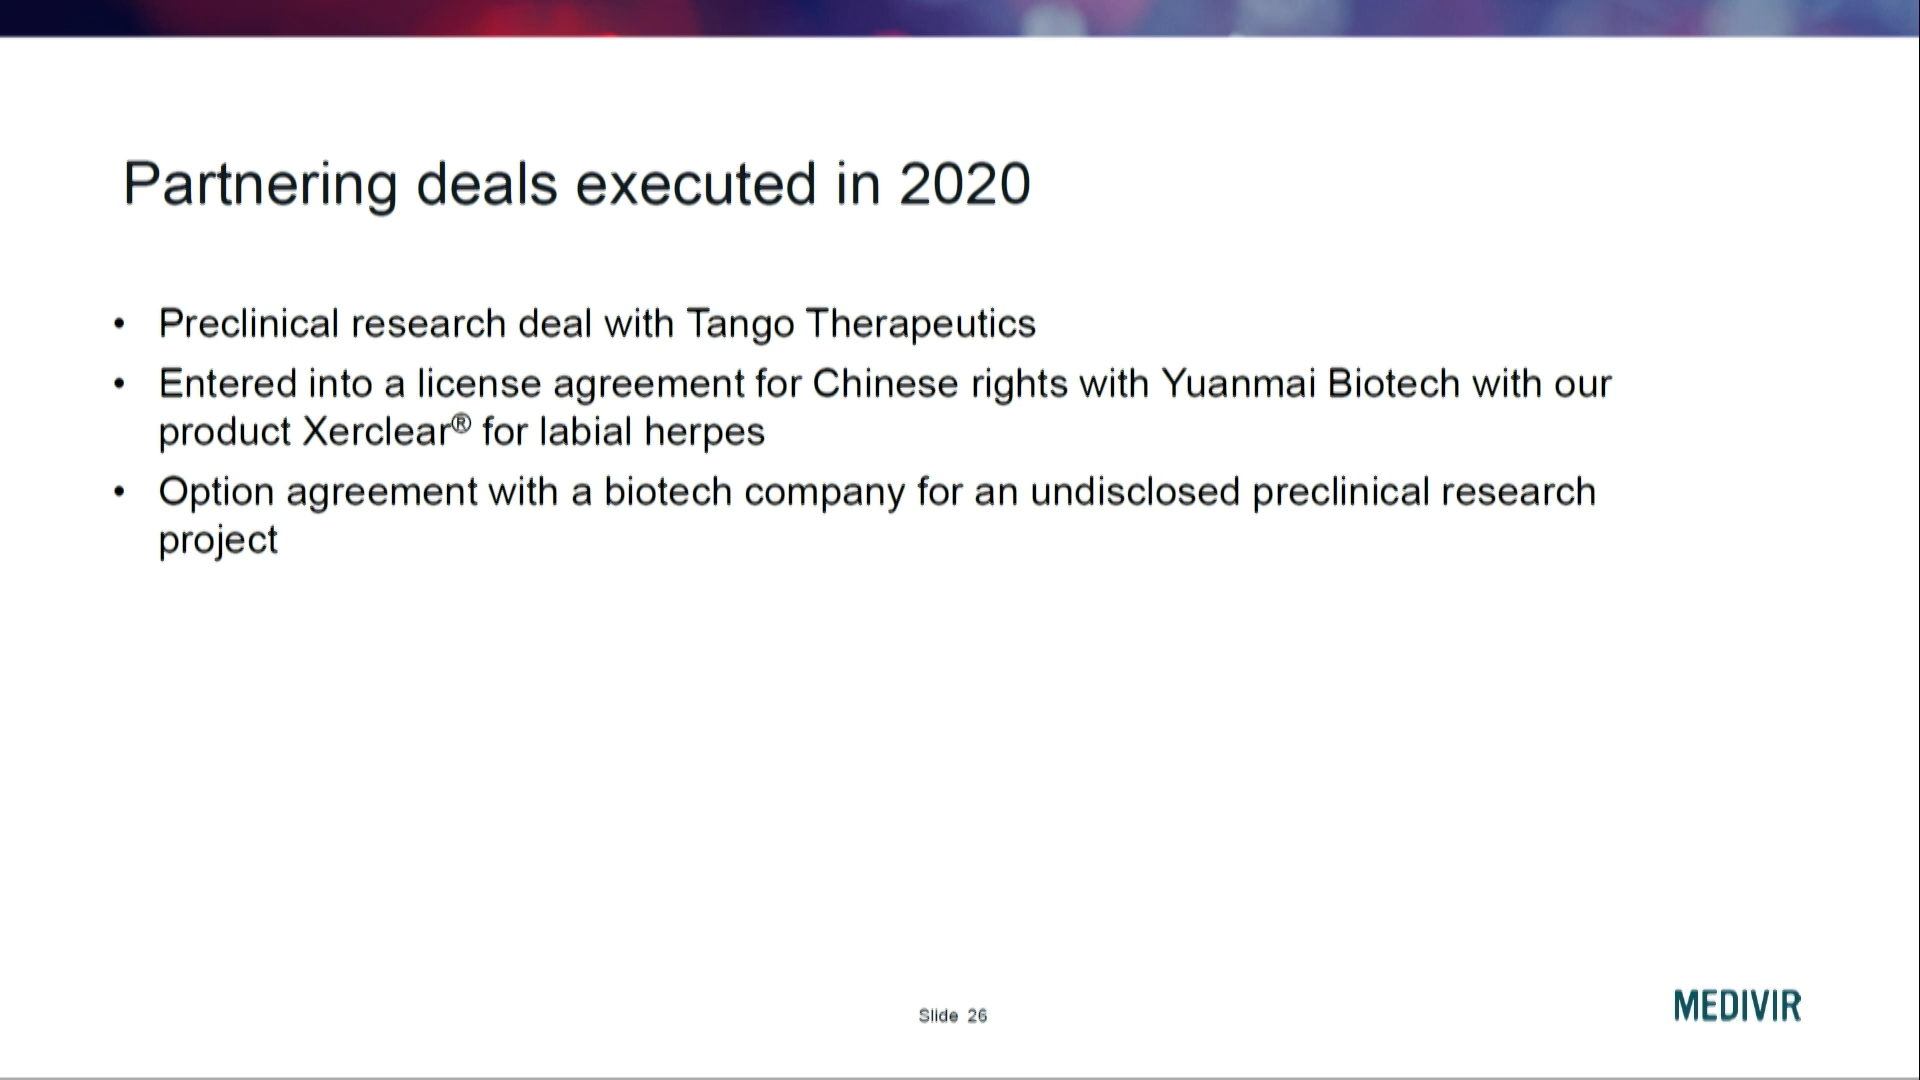 Partnering deals executed in 2020
• Preclinical research deal with Tango Therapeutics
• Entered into a license agreement for Chinese rights with Yuanmai Biotech with our
product Xerclear® for labial herpes
• Option agreement with a biotech company for an undisclosed preclinical research
project
Slide 26
MEDIVIR